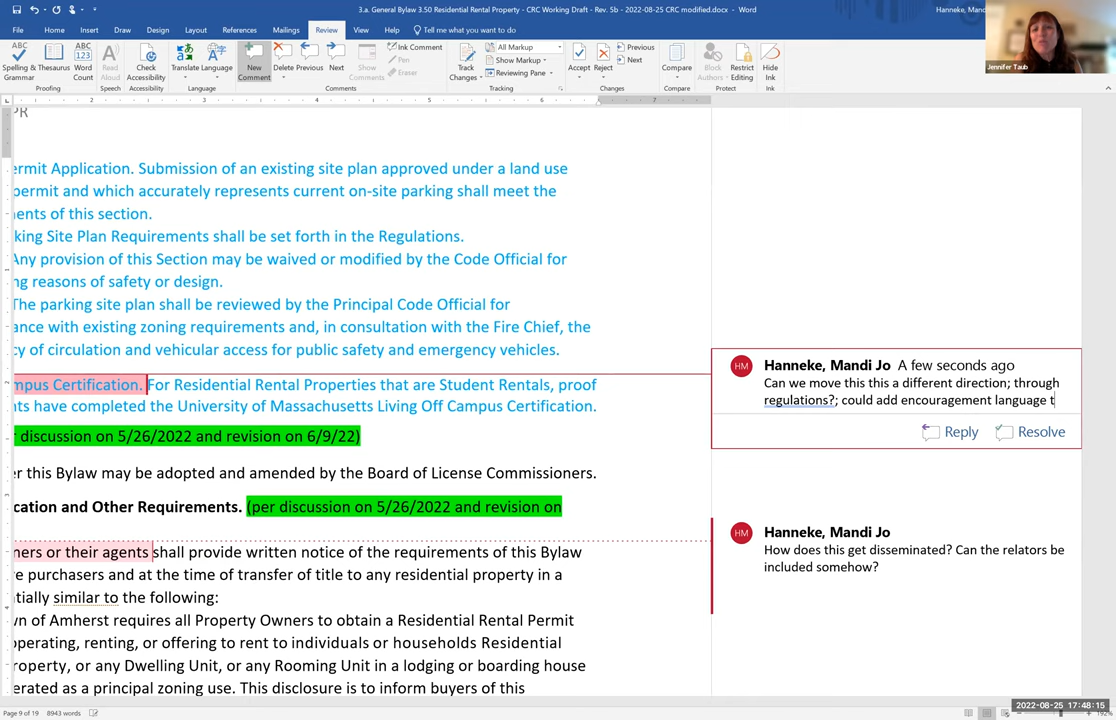 3.a. General Bylaw 3.50 Residential Rental Property - CRC Working Draft - Rev. 5b - 2022-08-25 CRC modified.docx - Word
Hanneke, Mand
File Home Insert Draw Design Layout References Mailings Review View Help Tell me what you want to do
Jennifer Taub
Spelling & Grammar
Thesaurus
Word Count
Read Aloud
Check Accessibility
Translate
Language
New Comment
Delete
Previous
Next
Show Comments
Ink Comment
Pen
Eraser
Track Changes
All Markup
Show Markup
Reviewing Pane
Accept
Reject
Previous
Next
Compare
Block Authors
Restrict Editing
Hide Ink
Proofing
Speech
Accessibility
Language
Comments
Tracking
Changes
Compare
Protect
Ink
2 3 4 5 6 7
PR
ermit Application. Submission of an existing site plan approved under a land use
permit and which accurately represents current on-site parking shall meet the
ents of this section.
king Site Plan Requirements shall be set forth in the Regulations.
Any provision of this Section may be waived or modified by the Code Official for
ng reasons of safety or design.
The parking site plan shall be reviewed by the Principal Code Official for
ance with existing zoning requirements and, in consultation with the Fire Chief, the
cy of circulation and vehicular access for public safety and emergency vehicles.
mpus Certification. For Residential Rental Properties that are Student Rentals, proof
nts have completed the University of Massachusetts Living Off Campus Certification.
r discussion on 5/26/2022 and revision on 6/9/22)
er this Bylaw may be adopted and amended by the Board of License Commissioners.
cation and Other Requirements. (per discussion on 5/26/2022 and revision on
ners or their agents shall provide written notice of the requirements of this Bylaw
e purchasers and at the time of transfer of title to any residential property in a
tially similar to the following:
vn of Amherst requires all Property Owners to obtain a Residential Rental Permit
operating, renting, or offering to rent to individuals or households Residential
roperty, or any Dwelling Unit, or any Rooming Unit in a lodging or boarding house
erated as a principal zoning use. This disclosure is to inform buyers of this
HM
Hanneke, Mandi Jo A few seconds ago
Can we move this this a different direction; through
regulations?; could add encouragement language t
Reply Resolve
HM
Hanneke, Mandi Jo
How does this get disseminated? Can the relators be
included somehow?
2022-08-25 17:48:15
Page 9 of 19 8943 words
192%